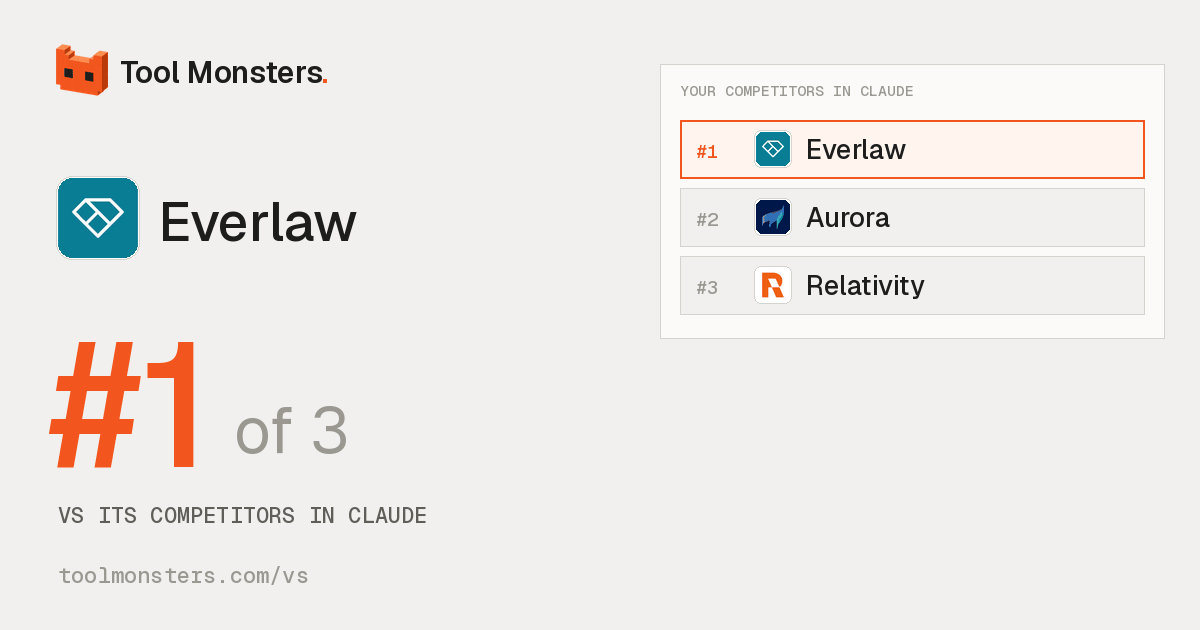 Tool Monsters.
Everlaw
#1 of 3
VS ITS COMPETITORS IN CLAUDE
toolmonsters.com/vs
YOUR COMPETITORS IN CLAUDE
#1 Everlaw
#2 Aurora
#3 Relativity